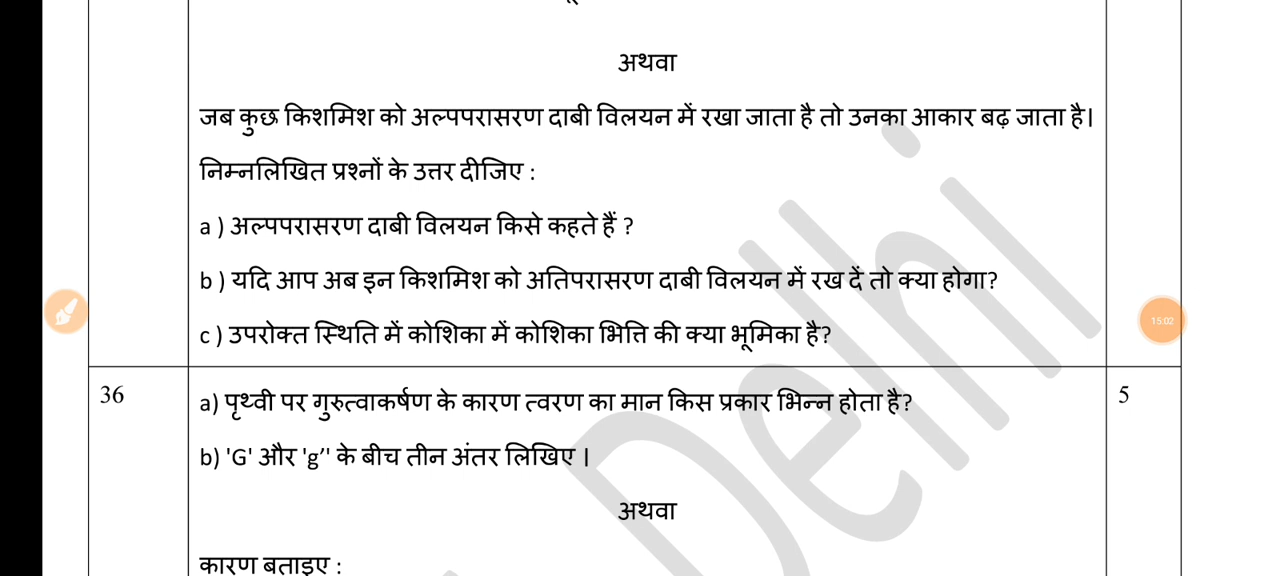 अथवा
जब कुछ किशमिश को अल्पपरासरण दाबी विलयन में रखा जाता है तो उनका आकार बढ़ जाता है।
निम्नलिखित प्रश्नों के उत्तर दीजिए :
a ) अल्पपरासरण दाबी विलयन किसे कहते हैं ?
b ) यदि आप अब इन किशमिश को अतिपरासरण दाबी विलयन में रख दें तो क्या होगा?
c ) उपरोक्त स्थिति में कोशिका में कोशिका भित्ति की क्या भूमिका है?
15:02
36 a) पृथ्वी पर गुरुत्वाकर्षण के कारण त्वरण का मान किस प्रकार भिन्न होता है? 5
b) 'G' और 'g'' के बीच तीन अंतर लिखिए ।
अथवा
कारण बताइए :
Delhi